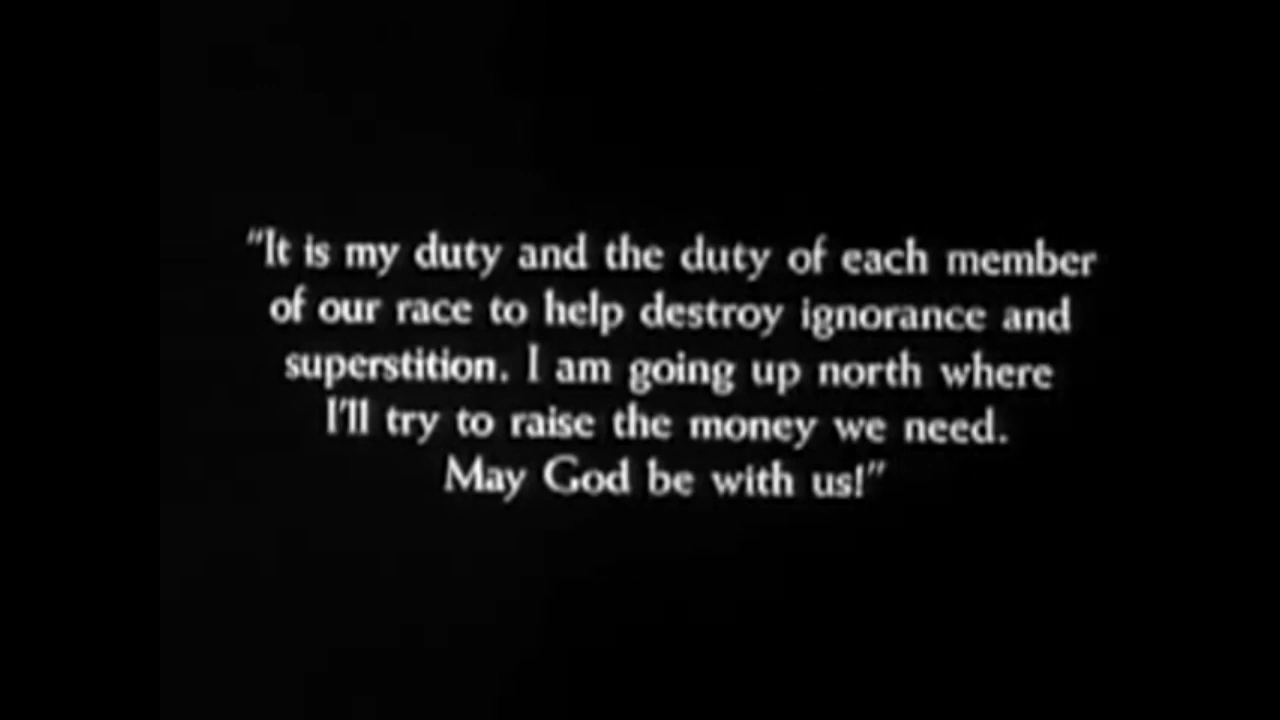 "It is my duty and the duty of each member
of our race to help destroy ignorance and
superstition. I am going up north where
I'll try to raise the money we need.
May God be with us!"